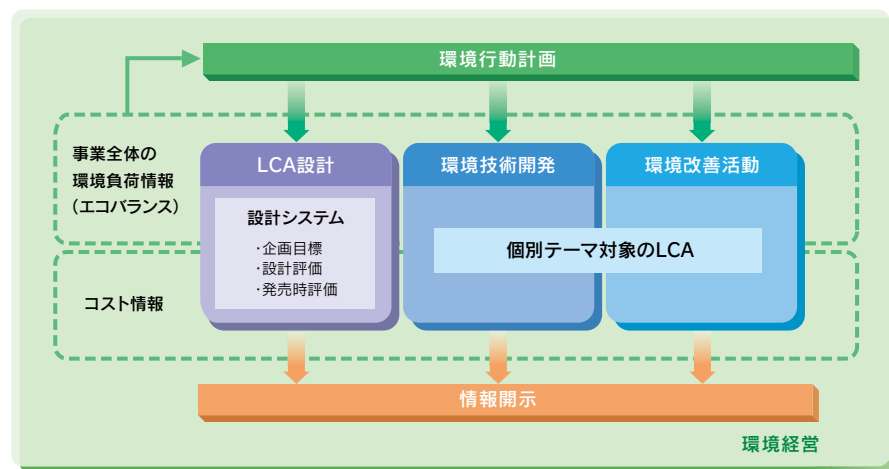 環境行動計画
事業全体の
環境負荷情報
（エコバランス）
LCA設計
環境技術開発
環境改善活動
設計システム
・企画目標
・設計評価
・発売時評価
個別テーマ対象のLCA
コスト情報
情報開示
環境経営